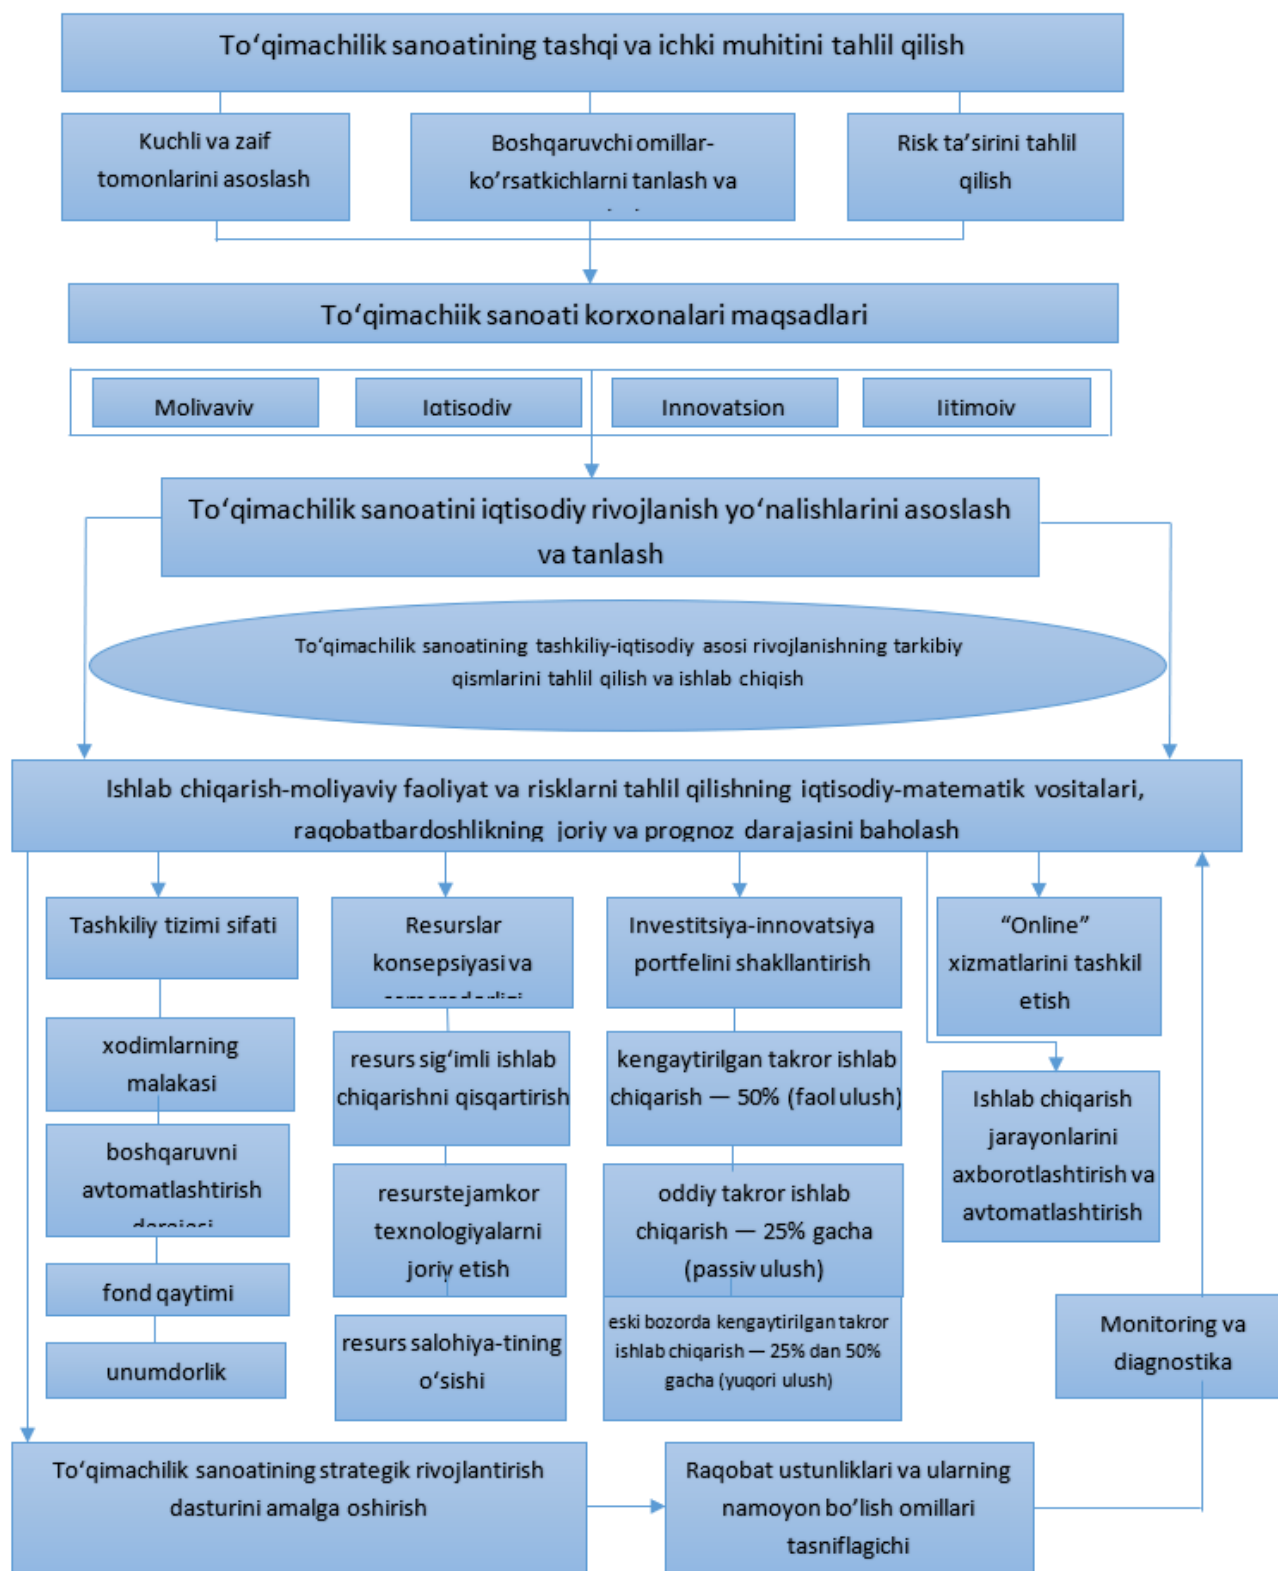 To‘qimachilik sanoatining tashqi va ichki muhitini tahlil qilish
Kuchli va zaif
tomonlarini asoslash
Boshqaruvchi omillar-
ko’rsatkichlarni tanlash va
Risk ta’sirini tahlil
qilish
To‘qimachiik sanoati korxonalari maqsadlari
Moliyaviy
Iqtisodiy
Innovatsion
Ijtimoiy
To‘qimachilik sanoatini iqtisodiy rivojlanish yo‘nalishlarini asoslash
va tanlash
To‘qimachilik sanoatining tashkiliy-iqtisodiy asosi rivojlanishning tarkibiy
qismlarini tahlil qilish va ishlab chiqish
Ishlab chiqarish-moliyaviy faoliyat va risklarni tahlil qilishning iqtisodiy-matematik vositalari,
raqobatbardoshlikning joriy va prognoz darajasini baholash
Tashkiliy tizimi sifati
xodimlarning
malakasi
boshqaruvni
avtomatlashtirish
darajasi
fond qaytimi
unumdorlik
Resurslar
konsepsiyasi va
samaradorligi
resurs sig‘imli ishlab
chiqarishni qisqartirish
resurstejamkor
texnologiyalarni
joriy etish
resurs salohiya-tining
o‘sishi
Investitsiya-innovatsiya
portfelini shakllantirish
kengaytirilgan takror ishlab
chiqarish — 50% (faol ulush)
oddiy takror ishlab
chiqarish — 25% gacha
(passiv ulush)
eski bozorda kengaytirilgan takror
ishlab chiqarish — 25% dan 50%
gacha (yuqori ulush)
“Online”
xizmatlarini tashkil
etish
Ishlab chiqarish
jarayonlarini
axborotlashtirish va
avtomatlashtirish
Monitoring va
diagnostika
To‘qimachilik sanoatining strategik rivojlantirish
dasturini amalga oshirish
Raqobat ustunliklari va ularning
namoyon bo’lish omillari
tasniflagichi